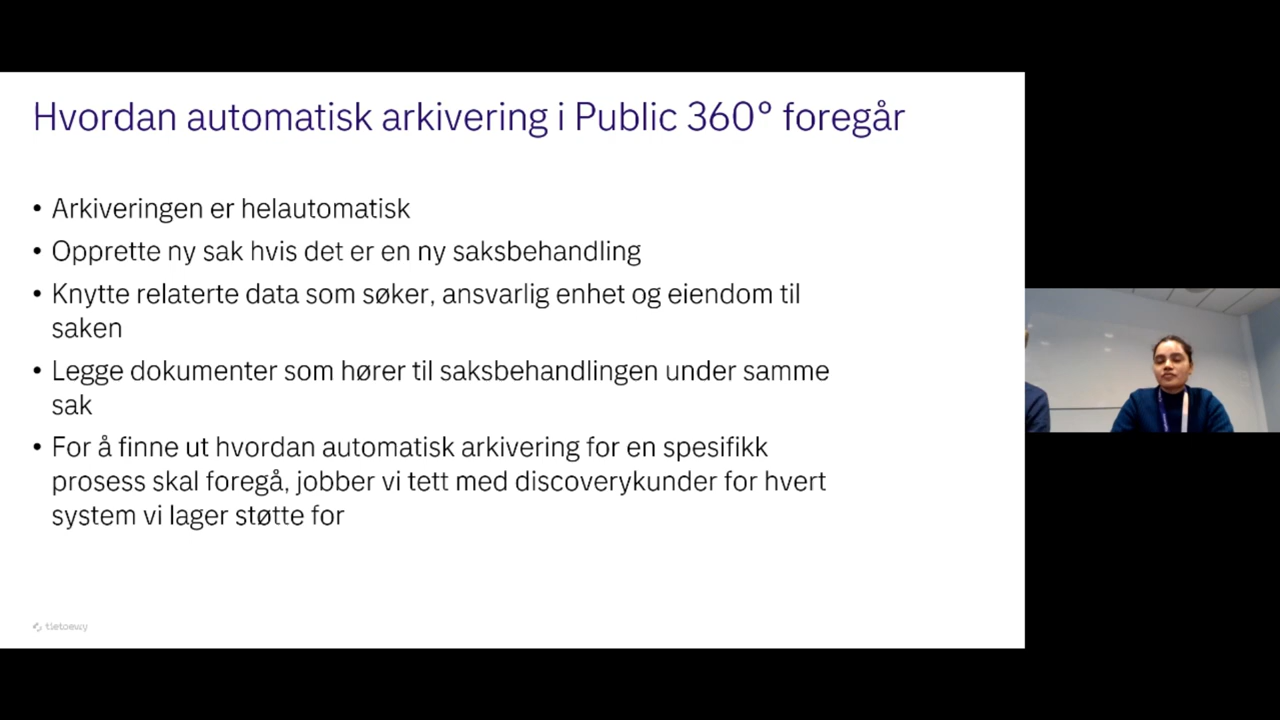 Hvordan automatisk arkivering i Public 360° foregår
• Arkiveringen er helautomatisk
• Opprette ny sak hvis det er en ny saksbehandling
• Knytte relaterte data som søker, ansvarlig enhet og eiendom til
saken
• Legge dokumenter som hører til saksbehandlingen under samme
sak
• For å finne ut hvordan automatisk arkivering for en spesifikk
prosess skal foregå, jobber vi tett med discoverykunder for hvert
system vi lager støtte for
tietoevry